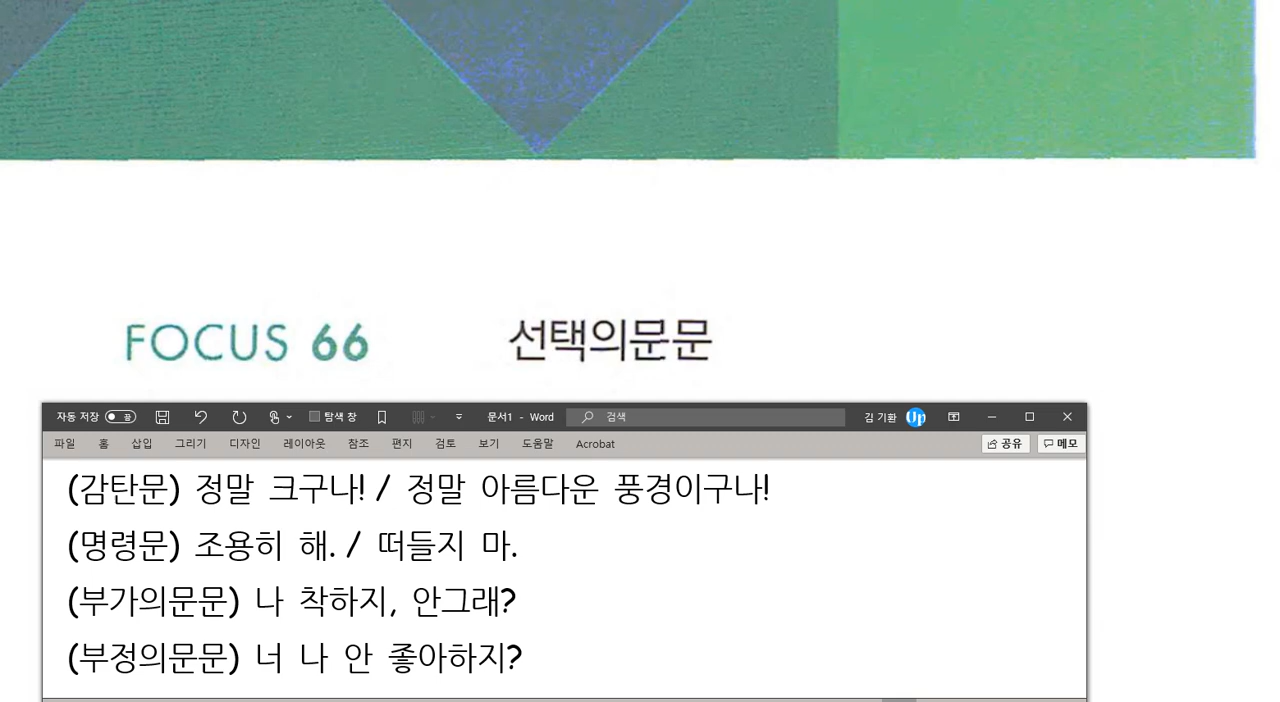 FOCUS 66 선택의문문
자동 저장 끔 탐색 창 문서1 - Word 검색 김 기환
파일 홈 삽입 그리기 디자인 레이아웃 참조 편지 검토 보기 도움말 Acrobat 공유 메모
(감탄문) 정말 크구나! / 정말 아름다운 풍경이구나!
(명령문) 조용히 해. / 떠들지 마.
(부가의문문) 나 착하지, 안그래?
(부정의문문) 너 나 안 좋아하지?